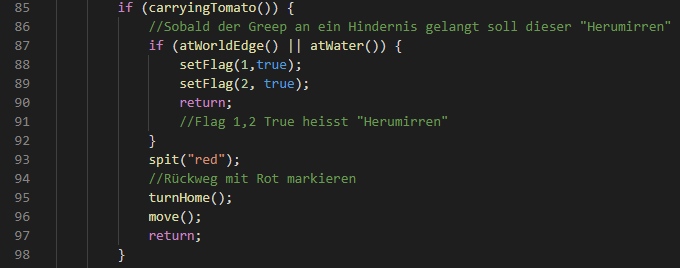 85 if (carryingTomato()) {
86 //Sobald der Greep an ein Hindernis gelangt soll dieser "Herumirren"
87 if (atWorldEdge() || atWater()) {
88 setFlag(1,true);
89 setFlag(2, true);
90 return;
91 //Flag 1,2 True heisst "Herumirren"
92 }
93 spit("red");
94 //Rückweg mit Rot markieren
95 turnHome();
96 move();
97 return;
98 }